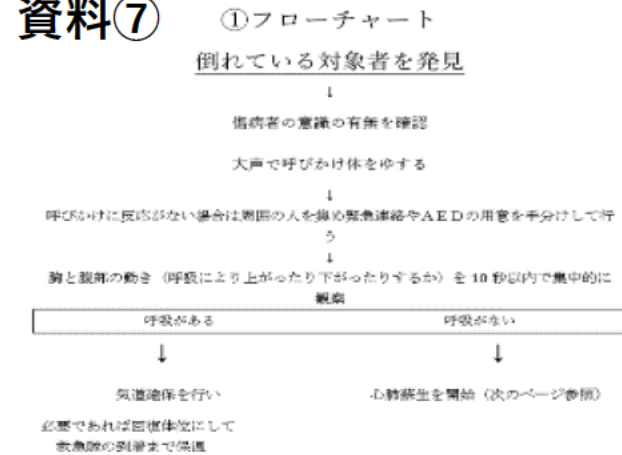 資料⑦
①フローチャート
倒れている対象者を発見
↓
傷病者の意識の有無を確認
大声で呼びかけ体をゆする
↓
呼びかけに反応がない場合は周囲の人を集め緊急連絡やAEDの用意を手分けして行
う
↓
胸と腹部の動き（呼吸により上がったり下がったりするか）を10秒以内で集中的に
観察
呼吸がある 呼吸がない
↓ ↓
気道確保を行い 心肺蘇生を開始（次のページ参照）
必要であれば回復体位にして
救急隊の到着まで保温